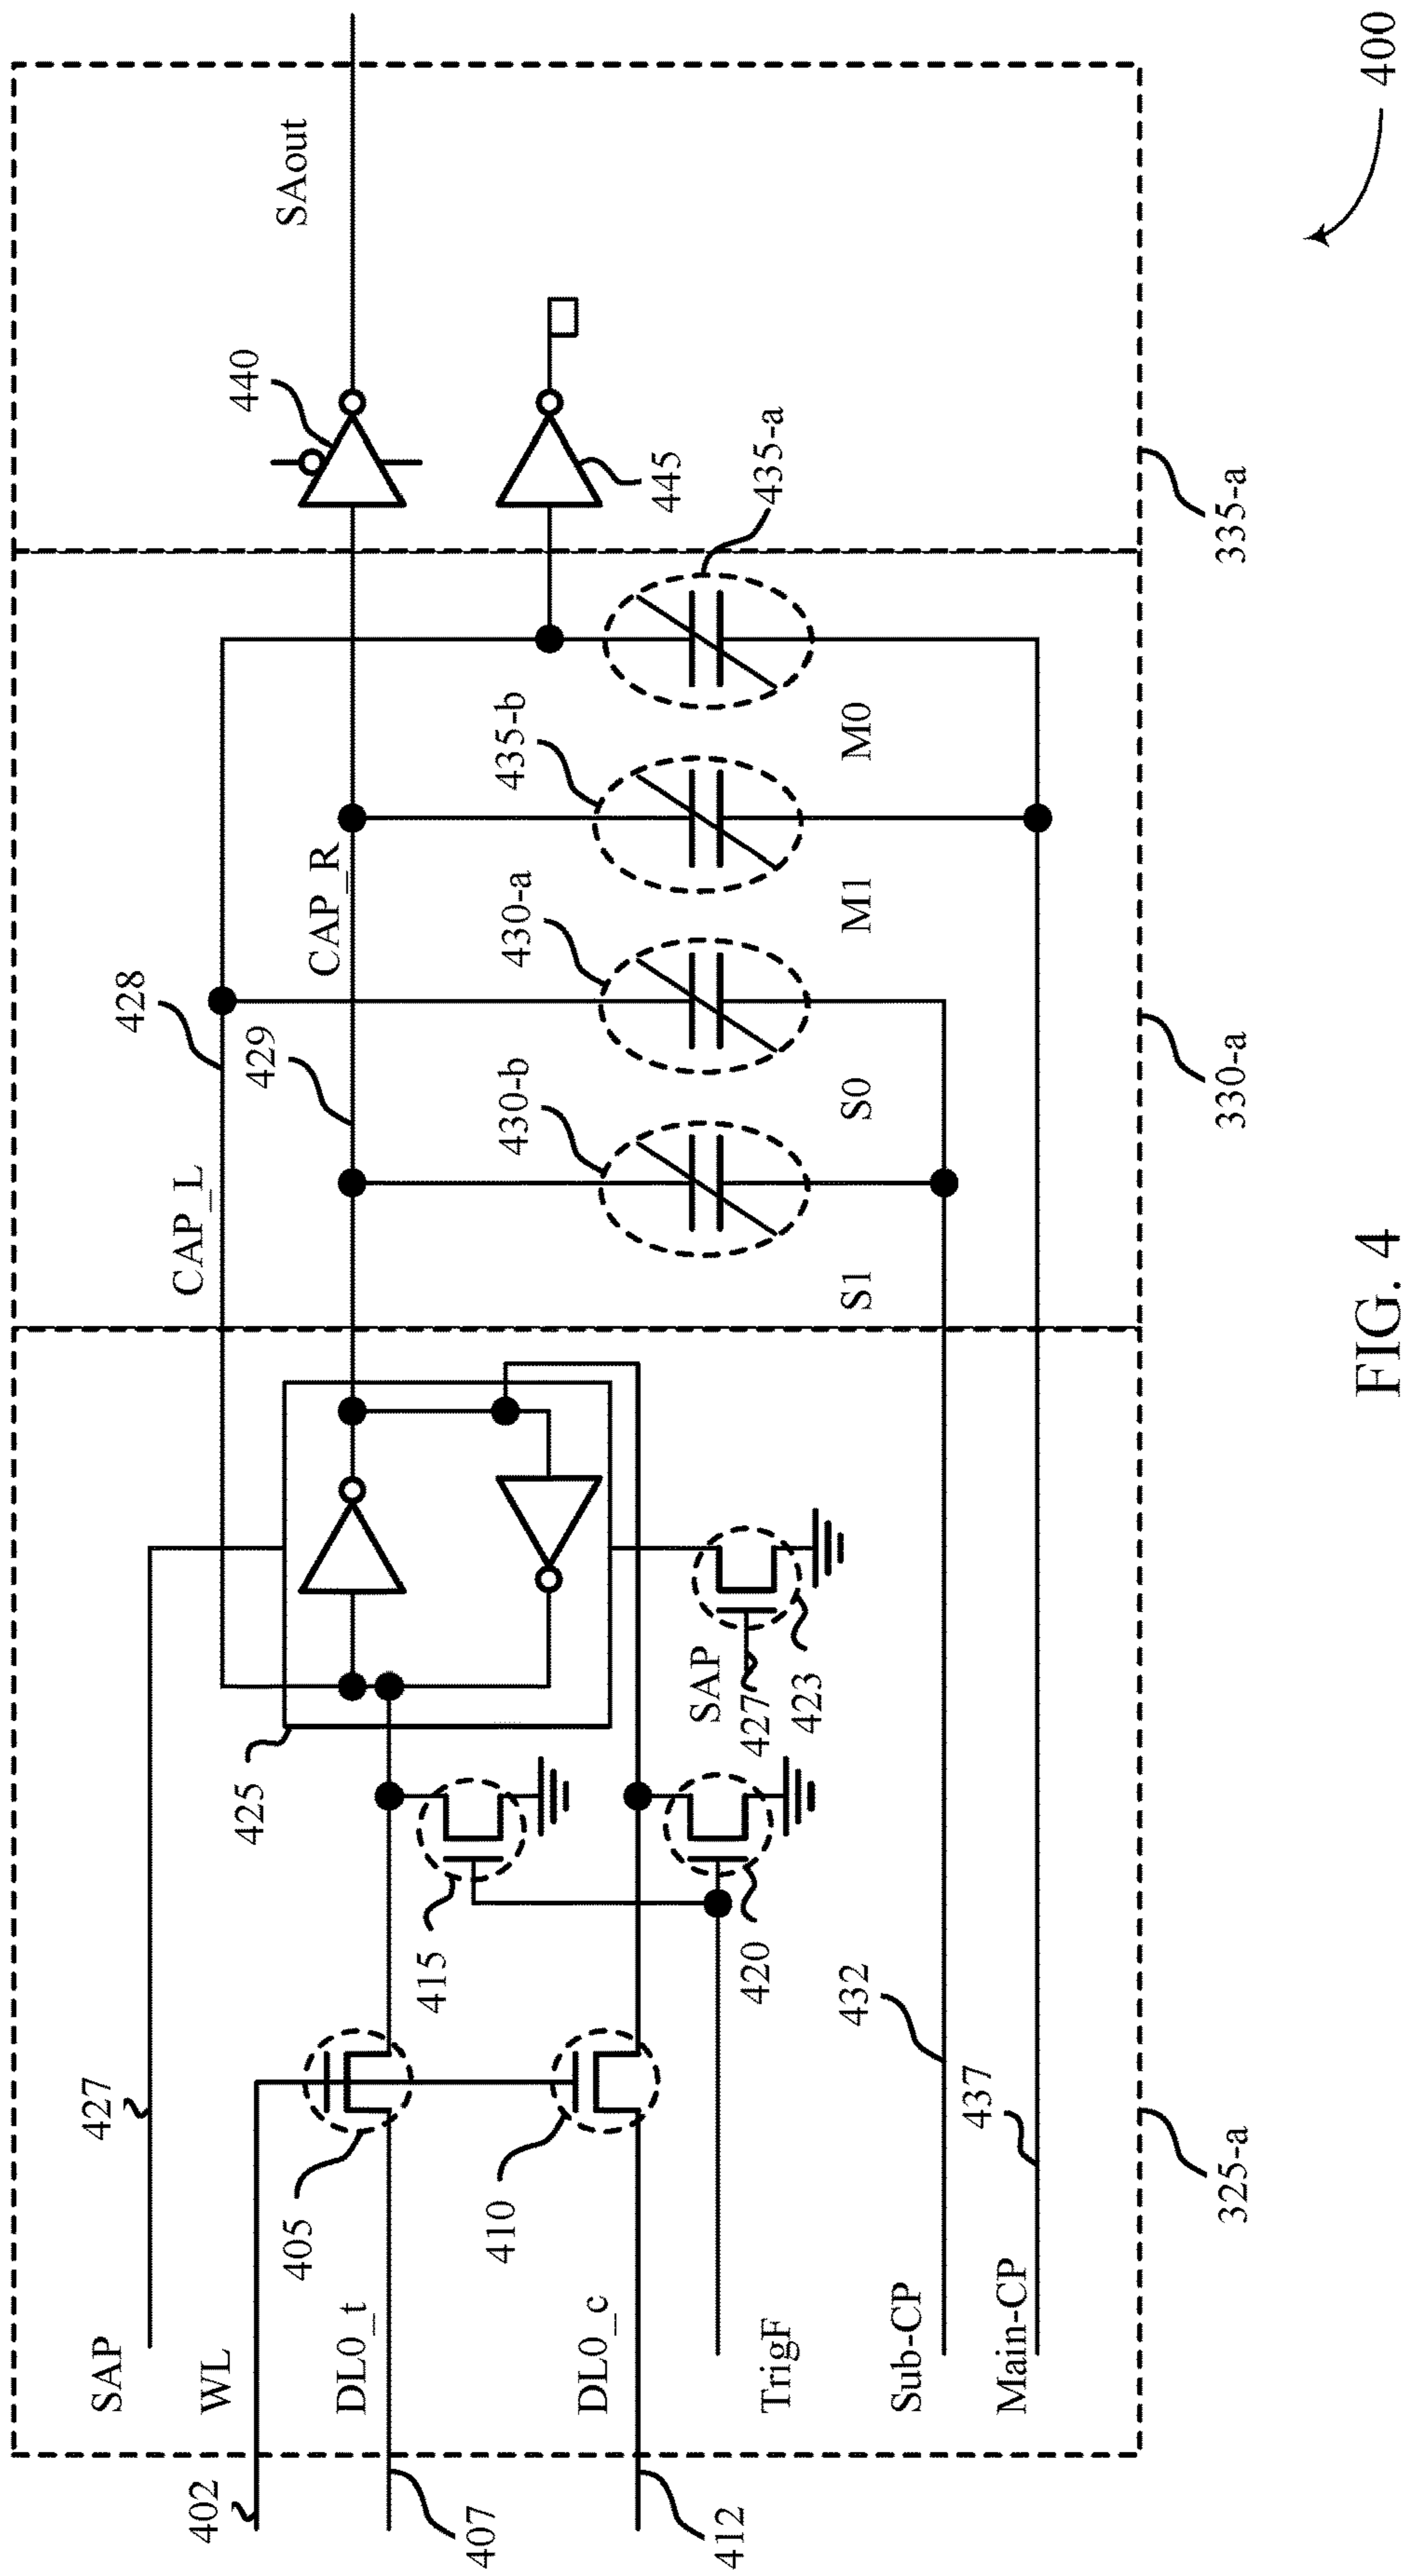 400
SAout
440
445
435-a
335-a
428
CAP_R
429
435-b
430-a
430-b
M0
M1
S0
S1
330-a
CAP_L
425
SAP
427
423
415
420
427
405
410
432
437
325-a
SAP
WL
DL0_t
DL0_c
TrigF
Sub-CP
Main-CP
402
407
412
FIG. 4